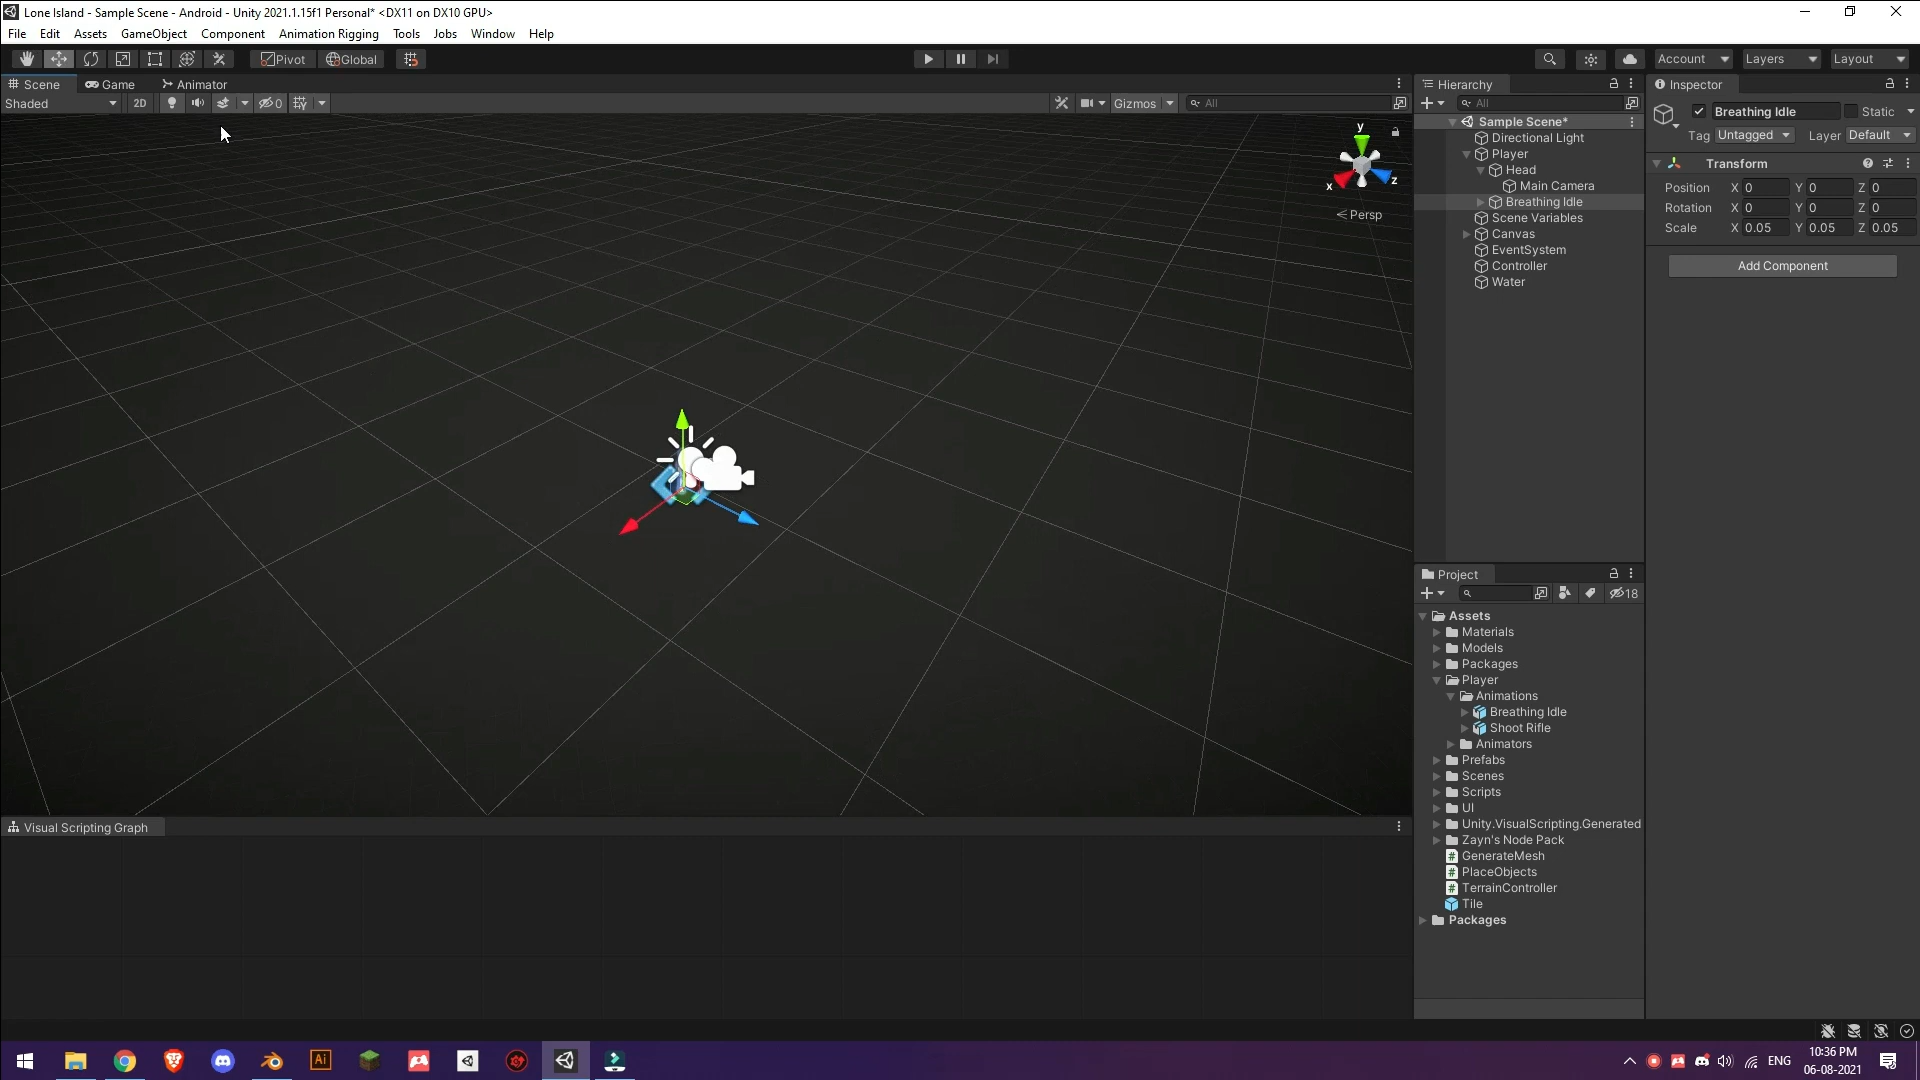 Lone Island - Sample Scene - Android - Unity 2021.1.15f1 Personal* <DX11 on DX10 GPU>
File Edit Assets GameObject Component Animation Rigging Tools Jobs Window Help
Pivot Global Account Layers Layout
Scene Game Animator
Shaded 2D 0 Gizmos All
y
x
z
Persp
Hierarchy
All
Sample Scene*
Directional Light
Player
Head
Main Camera
Breathing Idle
Scene Variables
Canvas
EventSystem
Controller
Water
Inspector
Breathing Idle Static
Tag Untagged Layer Default
Transform
Position X 0 Y 0 Z 0
Rotation X 0 Y 0 Z 0
Scale X 0.05 Y 0.05 Z 0.05
Add Component
Project
18
Assets
Materials
Models
Packages
Player
Animations
Breathing Idle
Shoot Rifle
Animators
Prefabs
Scenes
Scripts
UI
Unity.VisualScripting.Generated
Zayn's Node Pack
GenerateMesh
PlaceObjects
TerrainController
Tile
Packages
Visual Scripting Graph
Ai
ENG
10:36 PM
06-08-2021